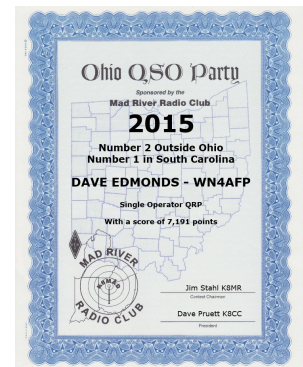 Ohio QSO Party
Sponsored by the
Mad River Radio Club
2015
Number 2 Outside Ohio
Number 1 in South Carolina
DAVE EDMONDS - WN4AFP
Single Operator QRP
With a score of 7,191 points
MAD RIVER
K8MAD
RADIO CLUB
Jim Stahl K8MR
Contest Chairman
Dave Pruett K8CC
President